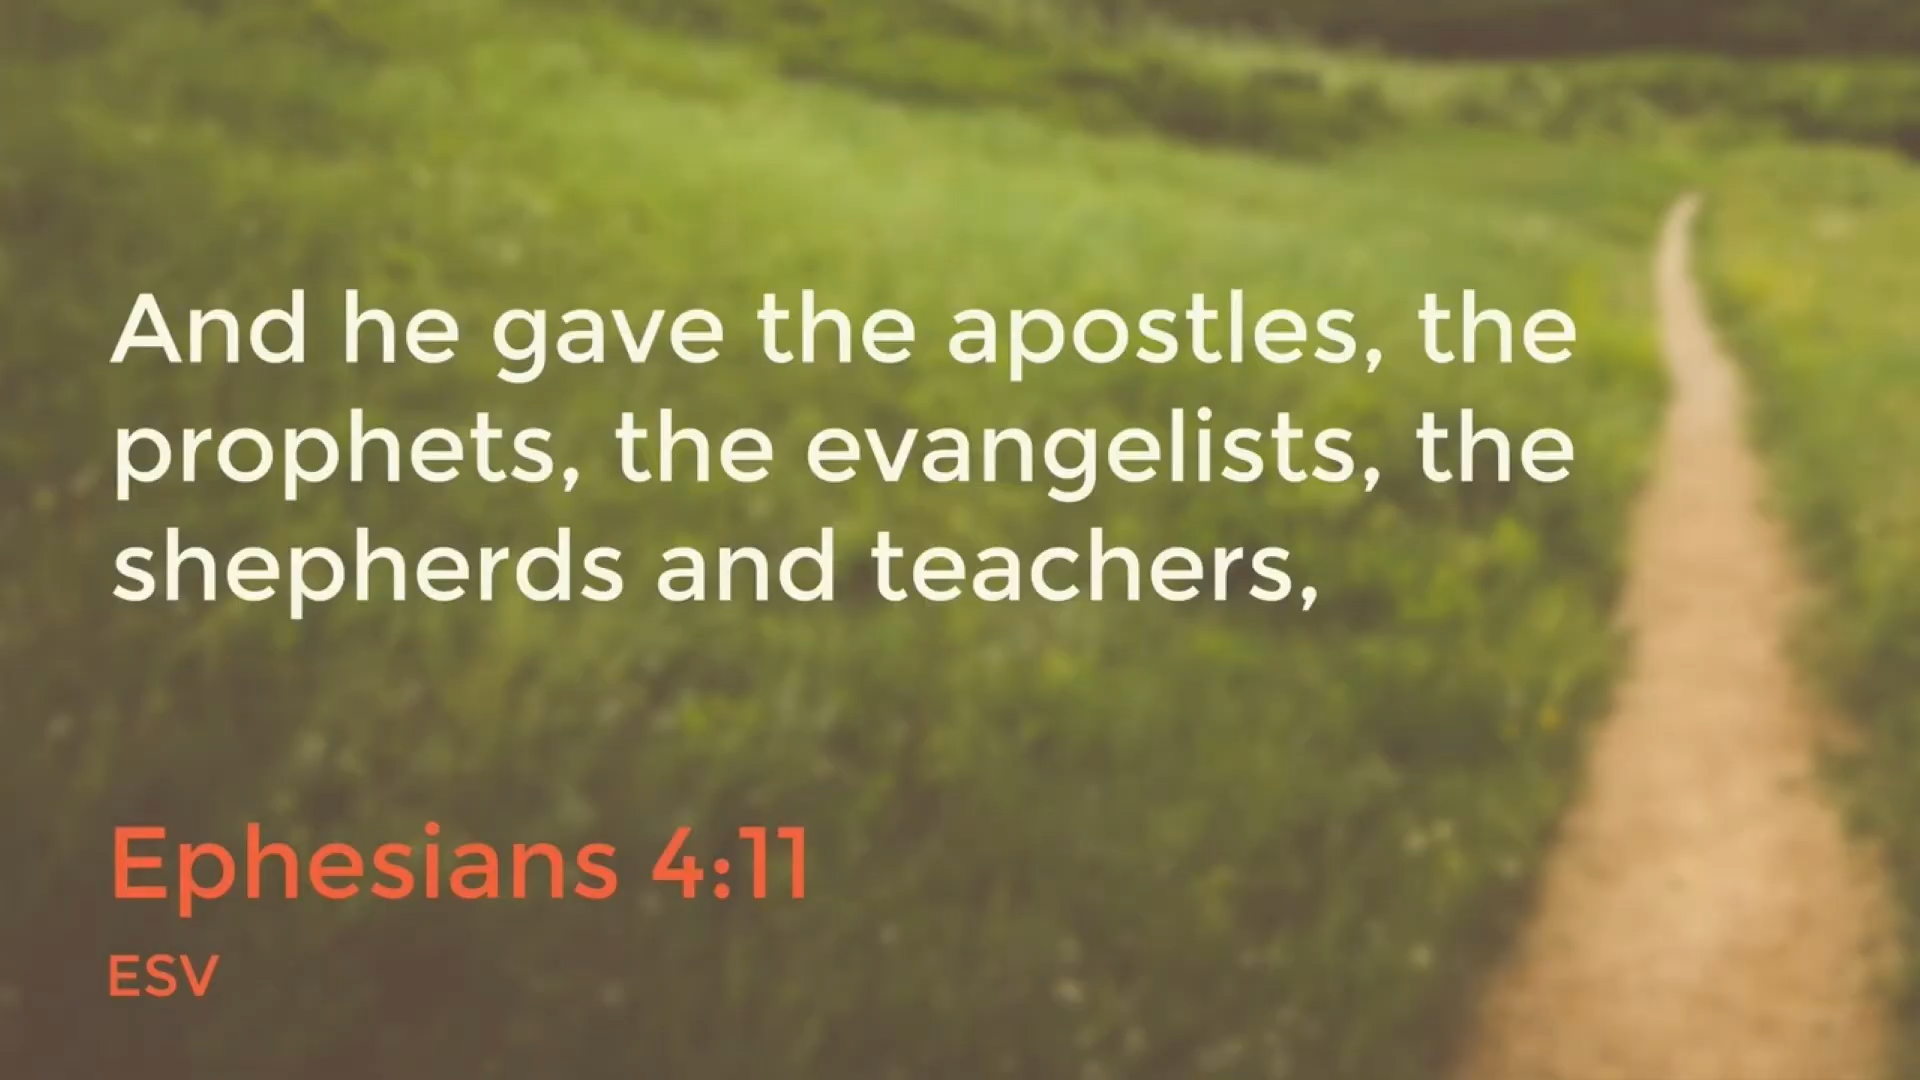 And he gave the apostles, the
prophets, the evangelists, the
shepherds and teachers,
Ephesians 4:11
ESV